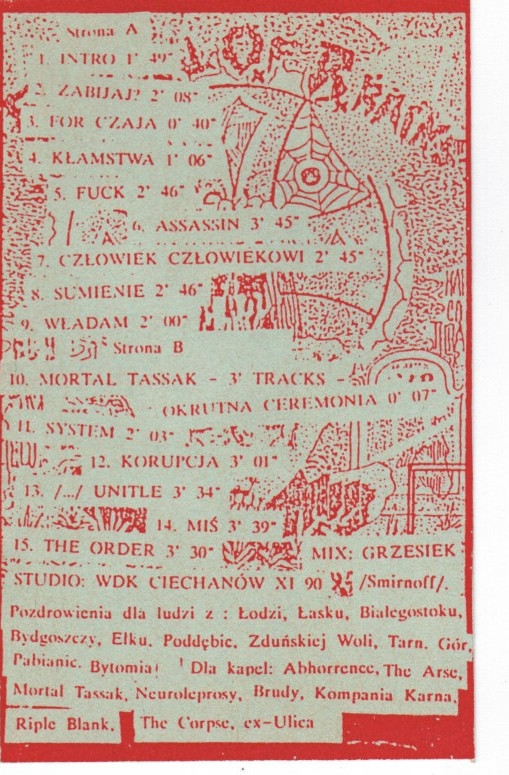 Strona A
1. INTRO 1' 49"
OF BRAIN
2. ZABIJAJ? 2' 08"
3. FOR CZAJA 0' 40"
4. KŁAMSTWA 1' 06"
5. FUCK 2' 46"
6. ASSASSIN 3' 45"
7. CZŁOWIEK CZŁOWIEKOWI 2' 45"
8. SUMIENIE 2' 46"
9. WŁADAM 2' 00"
Strona B
10. MORTAL TASSAK - 3' TRACKS -
OKRUTNA CEREMONIA 0' 07"
11. SYSTEM 2' 03"
12. KORUPCJA 3' 01"
13. /.../ UNITLE 3' 34"
14. MIŚ 3' 39"
15. THE ORDER 3' 30" MIX: GRZESIEK
STUDIO: WDK CIECHANÓW XI 90 /Smirnoff/.
Pozdrowienia dla ludzi z : Łodzi, Łasku, Białegostoku,
Bydgoszczy, Ełku, Poddębic, Zduńskiej Woli, Tarn. Gór,
Pabianic, Bytomia! Dla kapel: Abhorrence, The Arse,
Mortal Tassak, Neuroleprosy, Brudy, Kompania Karna,
Riple Blank, The Corpse, ex-Ulica